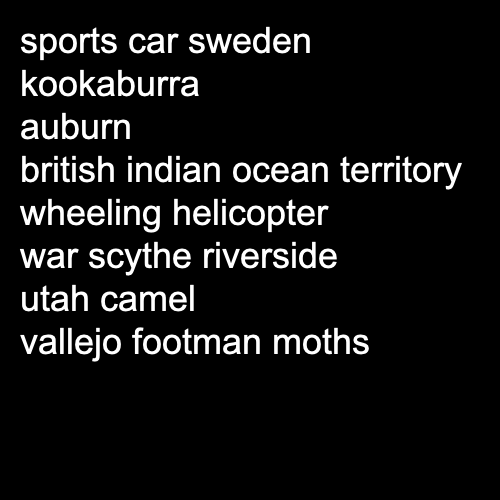 sports car sweden
kookaburra
auburn
british indian ocean territory
wheeling helicopter
war scythe riverside
utah camel
vallejo footman moths